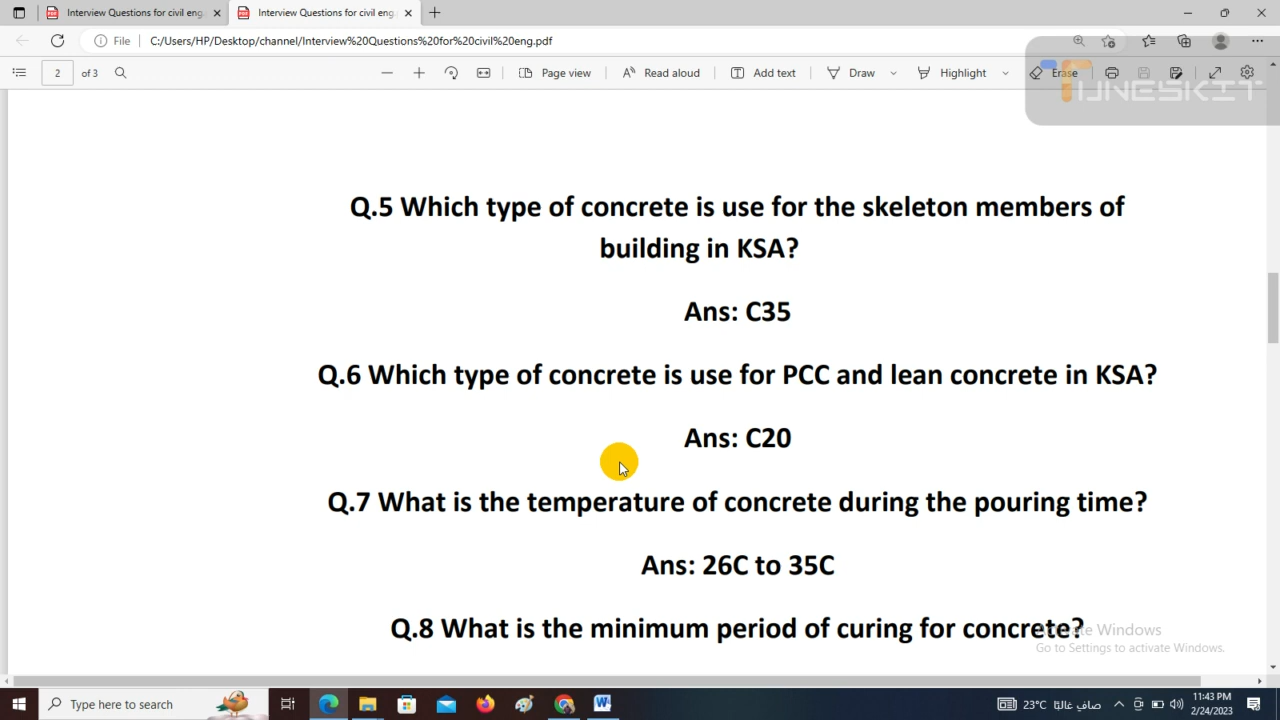 Interview Questions for civil eng
Interview Questions for civil eng
File
C:/Users/HP/Desktop/channel/Interview%20Questions%20for%20civil%20eng.pdf
2
of 3
Page view
Read aloud
Add text
Draw
Highlight
Erase
TUNESKIT
Q.5 Which type of concrete is use for the skeleton members of
building in KSA?
Ans: C35
Q.6 Which type of concrete is use for PCC and lean concrete in KSA?
Ans: C20
Q.7 What is the temperature of concrete during the pouring time?
Ans: 26C to 35C
Q.8 What is the minimum period of curing for concrete?
Activate Windows
Go to Settings to activate Windows.
Type here to search
23°C
صافي غالبًا
11:43 PM
2/24/2023